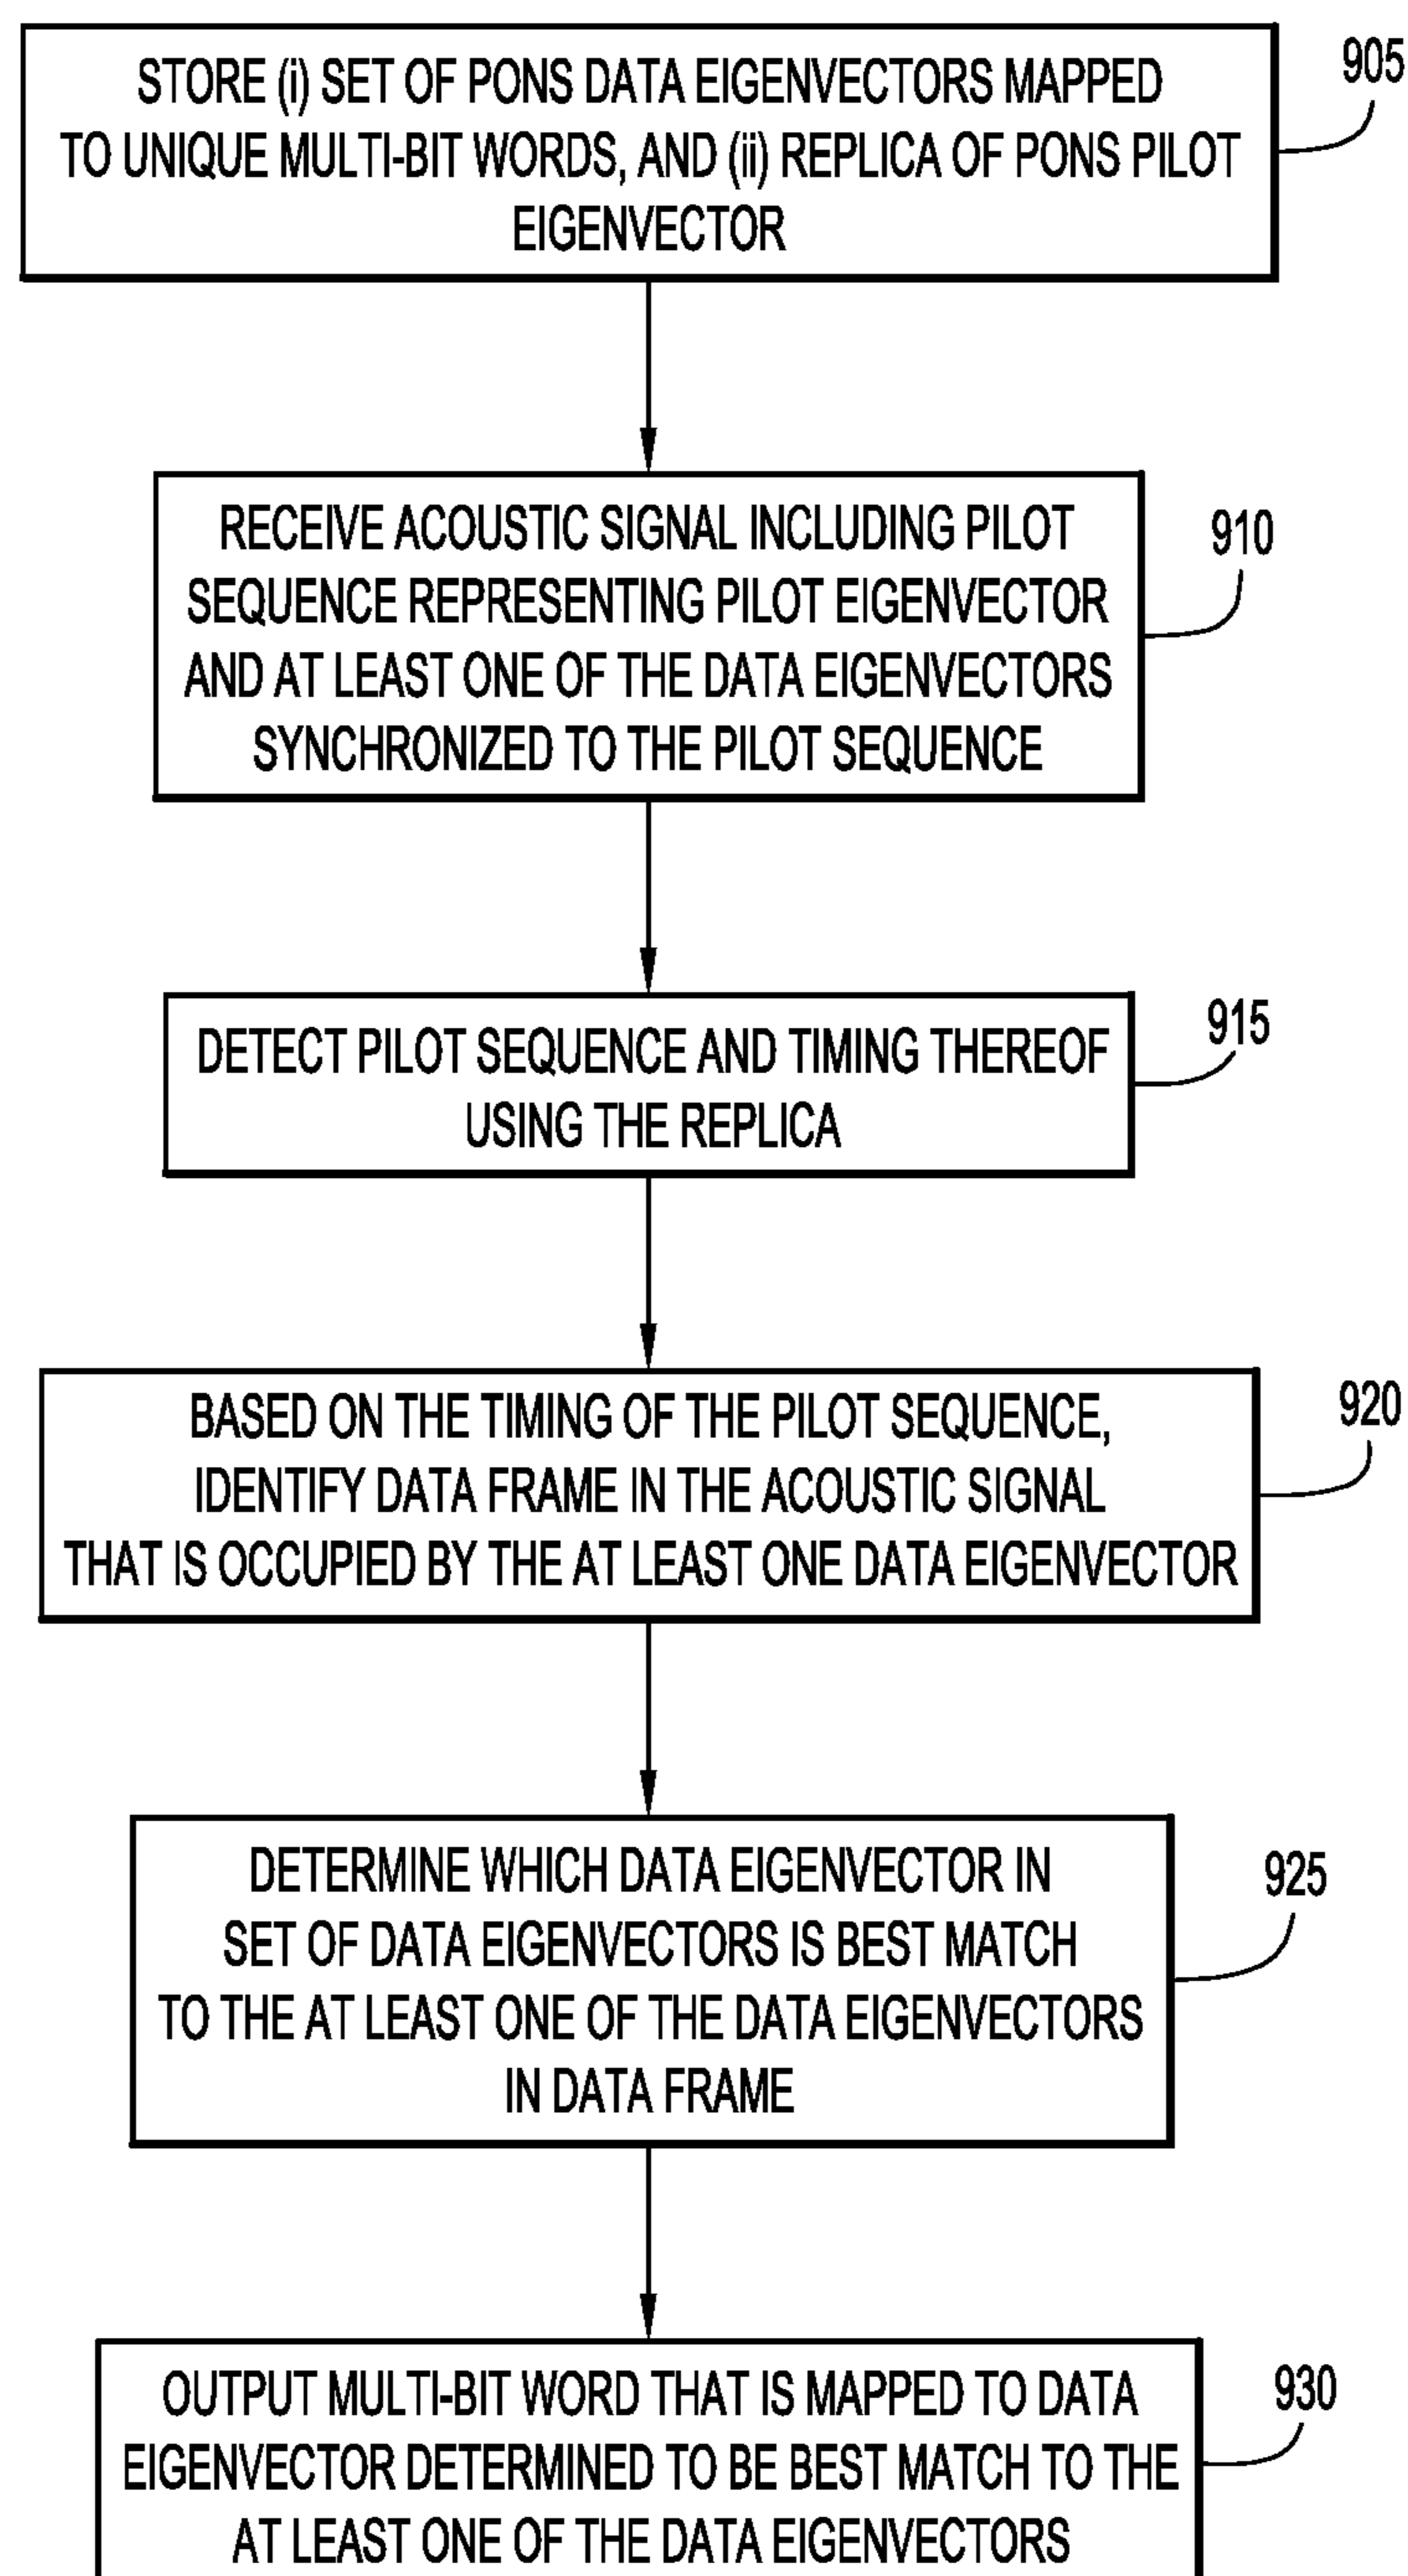 STORE (i) SET OF PONS DATA EIGENVECTORS MAPPED
TO UNIQUE MULTI-BIT WORDS, AND (ii) REPLICA OF PONS PILOT
EIGENVECTOR
905
RECEIVE ACOUSTIC SIGNAL INCLUDING PILOT
SEQUENCE REPRESENTING PILOT EIGENVECTOR
AND AT LEAST ONE OF THE DATA EIGENVECTORS
SYNCHRONIZED TO THE PILOT SEQUENCE
910
DETECT PILOT SEQUENCE AND TIMING THEREOF
USING THE REPLICA
915
BASED ON THE TIMING OF THE PILOT SEQUENCE,
IDENTIFY DATA FRAME IN THE ACOUSTIC SIGNAL
THAT IS OCCUPIED BY THE AT LEAST ONE DATA EIGENVECTOR
920
DETERMINE WHICH DATA EIGENVECTOR IN
SET OF DATA EIGENVECTORS IS BEST MATCH
TO THE AT LEAST ONE OF THE DATA EIGENVECTORS
IN DATA FRAME
925
OUTPUT MULTI-BIT WORD THAT IS MAPPED TO DATA
EIGENVECTOR DETERMINED TO BE BEST MATCH TO THE
AT LEAST ONE OF THE DATA EIGENVECTORS
930